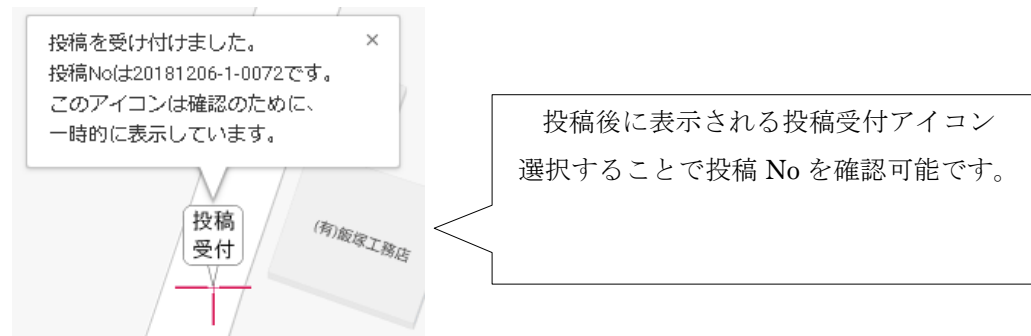 投稿を受け付けました。 ×
投稿Noは20181206-1-0072です。
このアイコンは確認のために、
一時的に表示しています。
投稿
受付
(有)飯塚工務店
投稿後に表示される投稿受付アイコン
選択することで投稿 No を確認可能です。